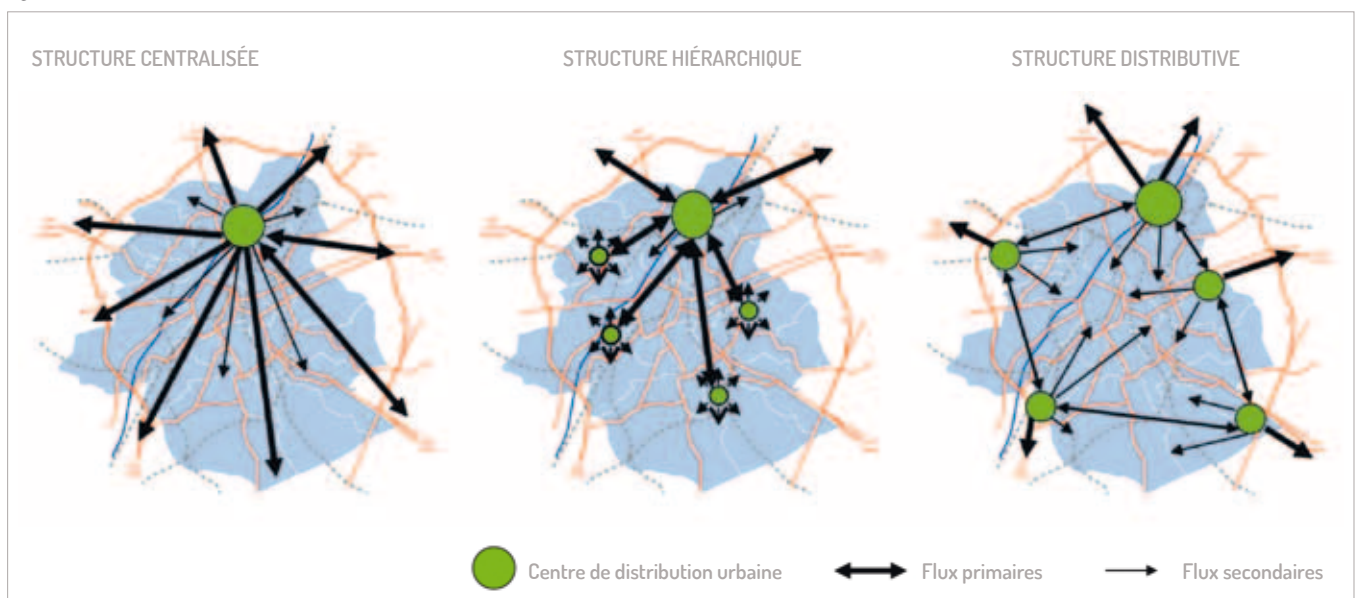 STRUCTURE CENTRALISÉE
STRUCTURE HIÉRARCHIQUE
STRUCTURE DISTRIBUTIVE
Centre de distribution urbaine
Flux primaires
Flux secondaires